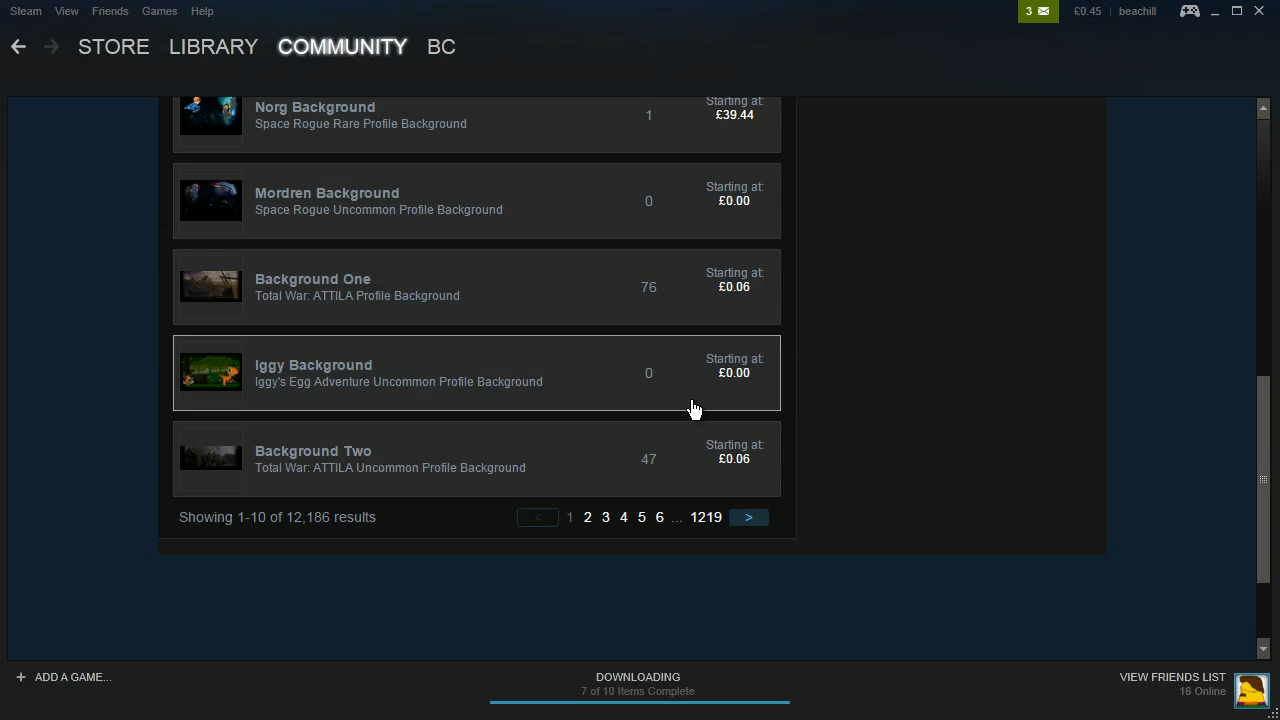 Steam View Friends Games Help
3 £0.45 | beachill
STORE LIBRARY COMMUNITY BC
Norg Background
Space Rogue Rare Profile Background
1
Starting at:
£39.44
Mordren Background
Space Rogue Uncommon Profile Background
0
Starting at:
£0.00
Background One
Total War: ATTILA Profile Background
76
Starting at:
£0.06
Iggy Background
Iggy's Egg Adventure Uncommon Profile Background
0
Starting at:
£0.00
Background Two
Total War: ATTILA Uncommon Profile Background
47
Starting at:
£0.06
Showing 1-10 of 12,186 results
< 1 2 3 4 5 6 ... 1219 >
+ ADD A GAME...
DOWNLOADING
7 of 10 Items Complete
VIEW FRIENDS LIST
16 Online